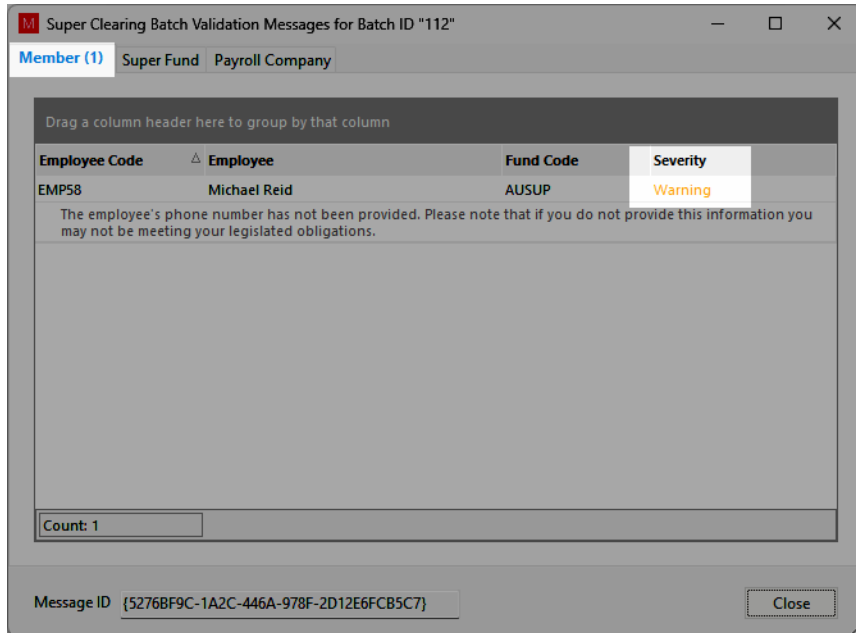 M Super Clearing Batch Validation Messages for Batch ID "112"
Member (1) Super Fund Payroll Company
Drag a column header here to group by that column
Employee Code Employee Fund Code Severity
EMP58 Michael Reid AUSUP Warning
The employee's phone number has not been provided. Please note that if you do not provide this information you
may not be meeting your legislated obligations.
Count: 1
Message ID {5276BF9C-1A2C-446A-978F-2D12E6FCB5C7}
Close